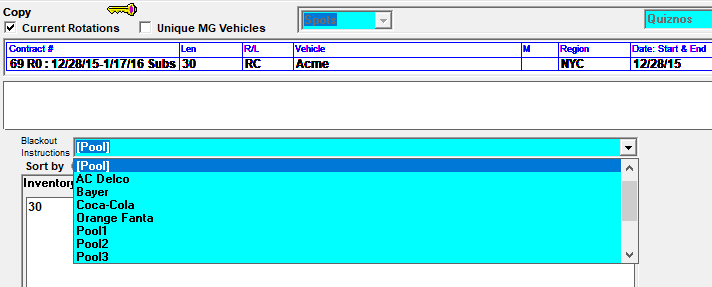 Copy
Current Rotations Unique MG Vehicles Spots Quiznos
Contract # Len R/L Vehicle M Region Date: Start & End
69 R0 : 12/28/15-1/17/16 Subs 30 RC Acme NYC 12/28/15
Blackout
Instructions [Pool]
Sort by
[Pool]
Inventory
AC Delco
30
Bayer
Coca-Cola
Orange Fanta
Pool1
Pool2
Pool3